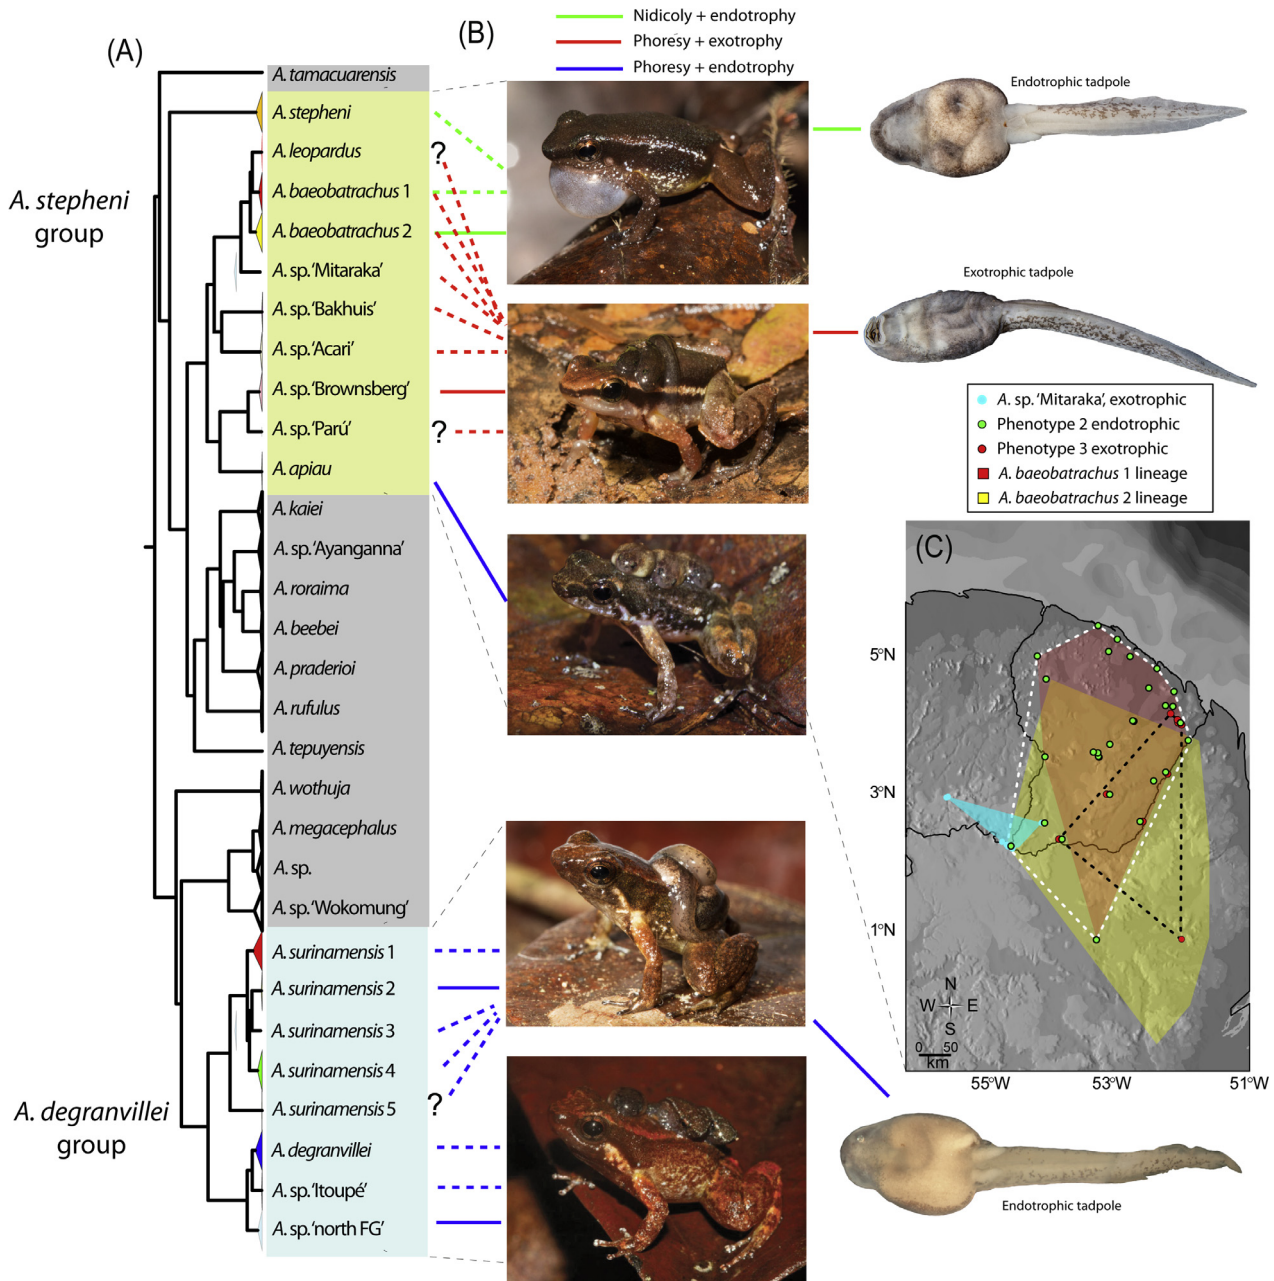 (A)
(B)
Nidicoly + endotrophy
Phoresy + exotrophy
Phoresy + endotrophy
A. tamacuarensis
A. stepheni
A. leopardus
?
A. baeobatrachus 1
A. baeobatrachus 2
A. sp. ‘Mitaraka’
A. sp. ‘Bakhuis’
A. sp. ‘Acari’
A. sp. ‘Brownsberg’
A. sp. ‘Parú’
?
A. apiau
A. kaiei
A. sp. ‘Ayanganna’
A. roraima
A. beebei
A. praderioi
A. rufulus
A. tepuyensis
A. wothuja
A. megacephalus
A. sp.
A. sp. ‘Wokomung’
A. surinamensis 1
A. surinamensis 2
A. surinamensis 3
A. surinamensis 4
A. surinamensis 5
?
A. degranvillei
A. sp. ‘Itoupé’
A. sp. ‘north FG’
A. stepheni
group
A. degranvillei
group
Endotrophic tadpole
Exotrophic tadpole
A. sp. ‘Mitaraka’, exotrophic
Phenotype 2 endotrophic
Phenotype 3 exotrophic
A. baeobatrachus 1 lineage
A. baeobatrachus 2 lineage
(C)
5°N
3°N
1°N
N
W E
S
0 50
km
55°W 53°W 51°W
Endotrophic tadpole